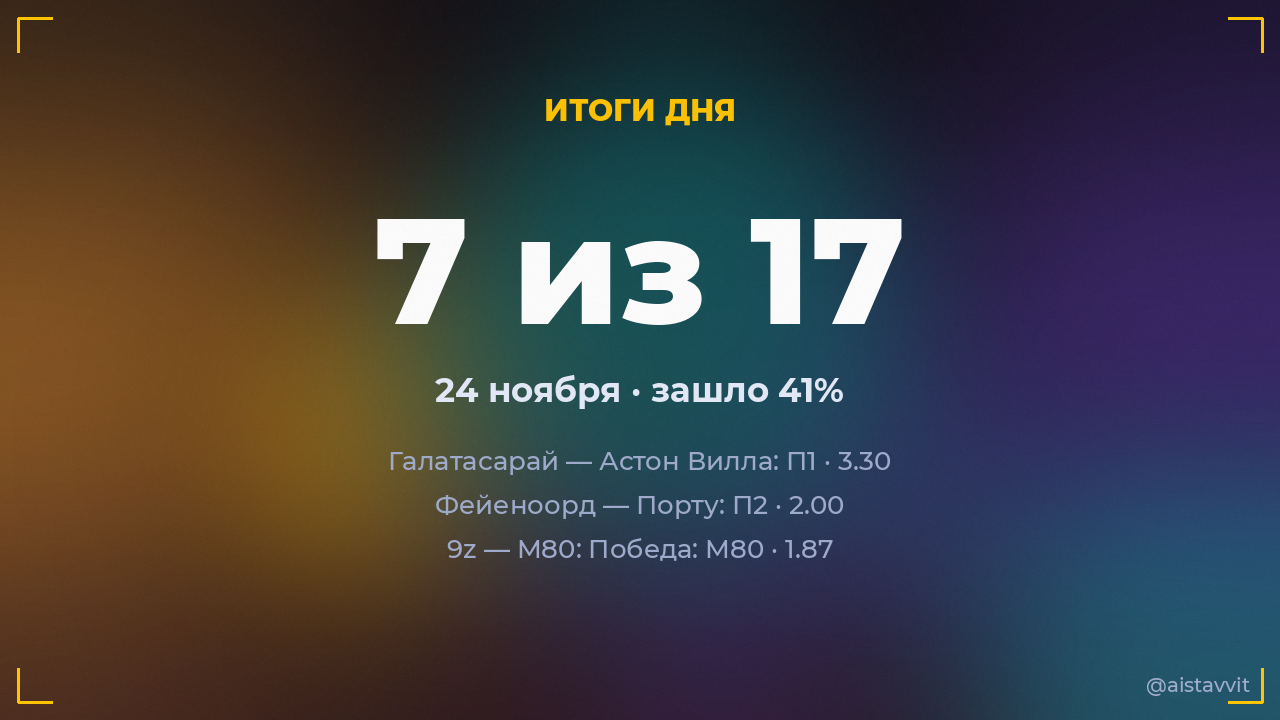 ИТОГИ ДНЯ
7 из 17
24 ноября · зашло 41%
Галатасарай — Астон Вилла: П1 · 3.30
Фейеноорд — Порту: П2 · 2.00
9z — M80: Победа: M80 · 1.87
@aistavvit